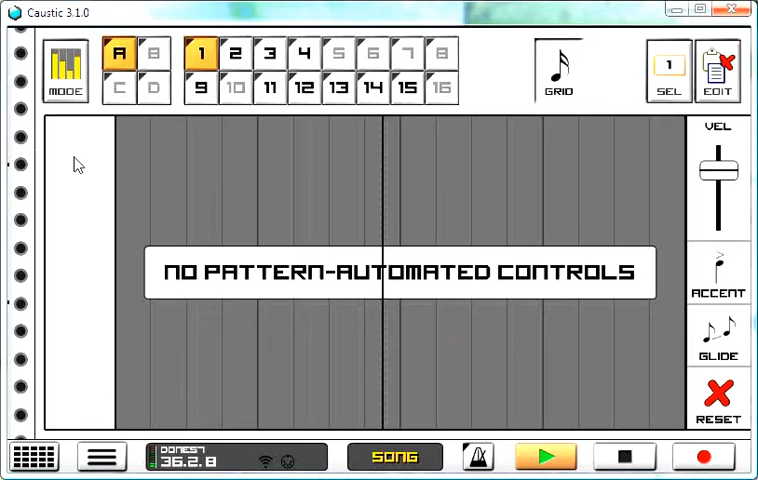 Caustic 3.1.0
MODE
A B
C D
1 2 3 4 5 6 7 8
9 10 11 12 13 14 15 16
GRID
1
SEL
EDIT
VEL
NO PATTERN-AUTOMATED CONTROLS
ACCENT
GLIDE
RESET
DONE57
36.2.8
SONG